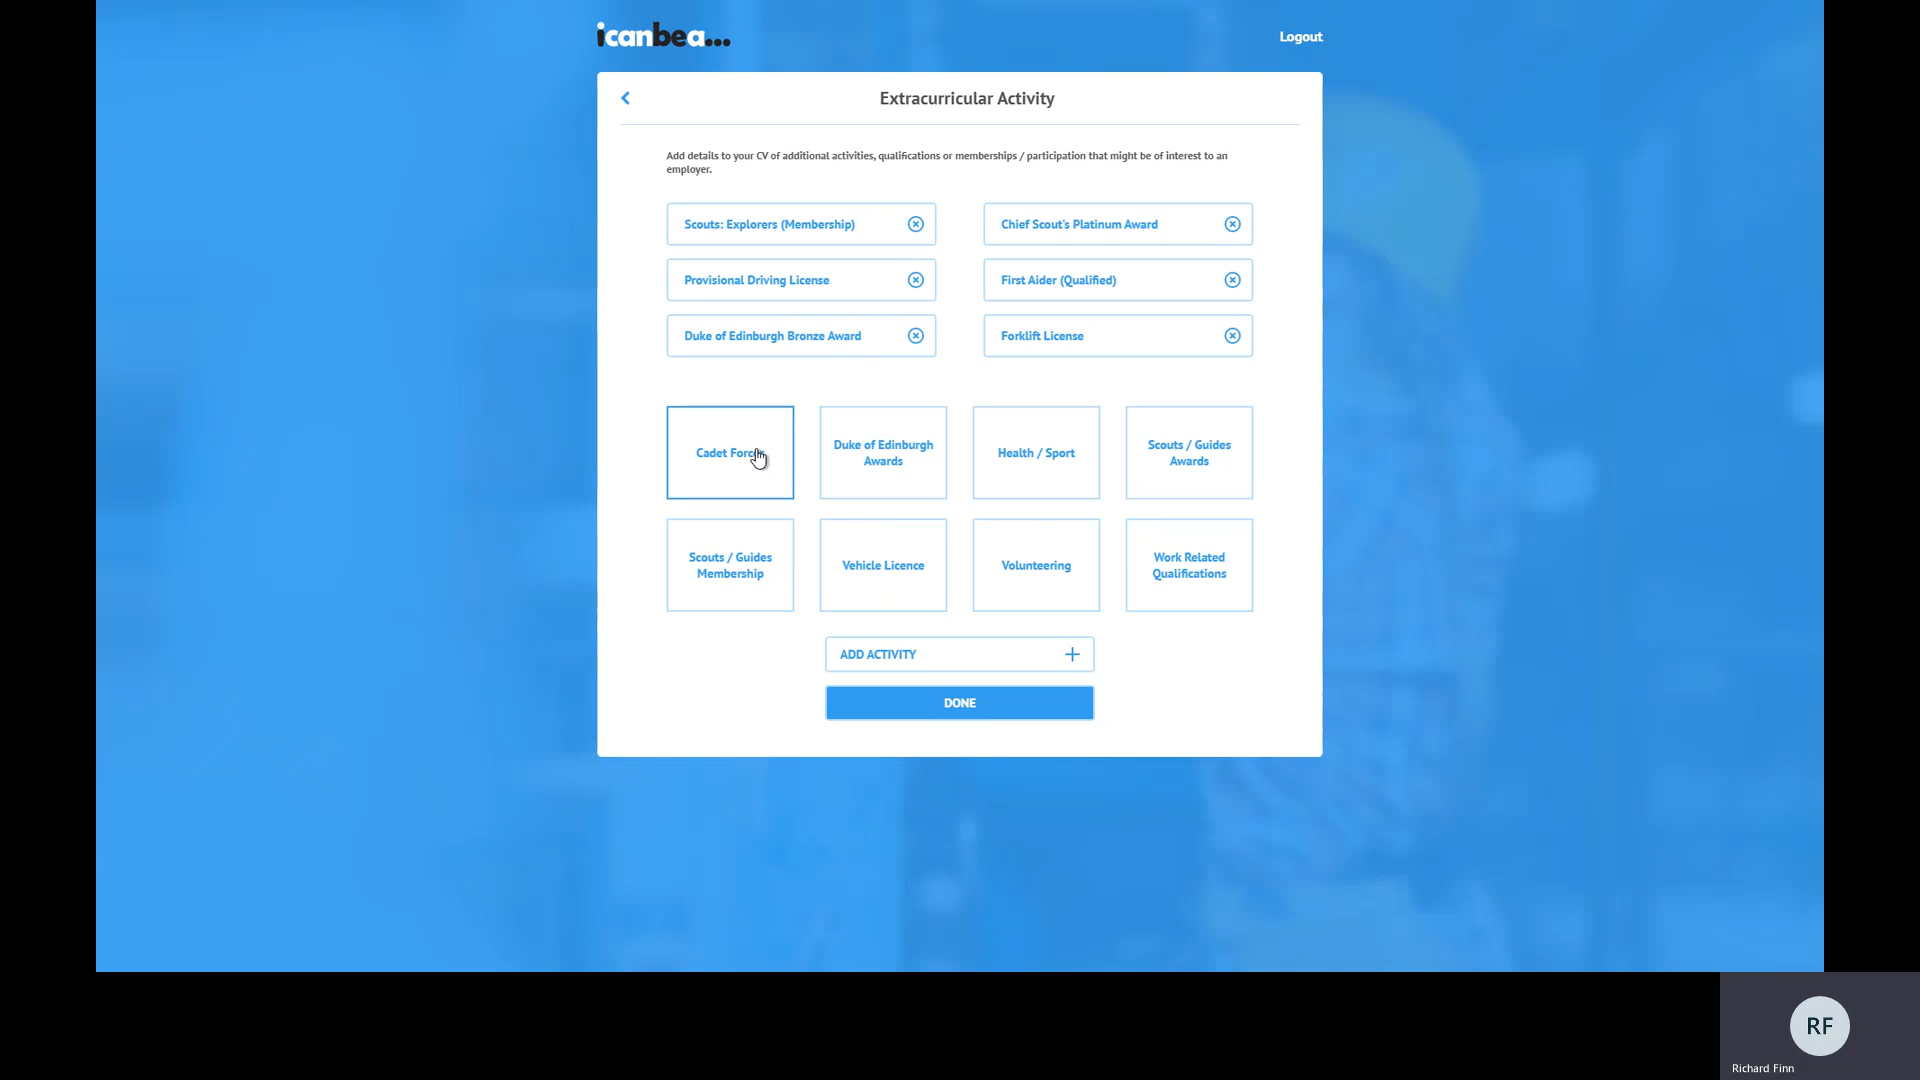 icanbea...
Logout
Extracurricular Activity
Add details to your CV of additional activities, qualifications or memberships / participation that might be of interest to an
employer.
Scouts: Explorers (Membership)
Chief Scout's Platinum Award
Provisional Driving License
First Aider (Qualified)
Duke of Edinburgh Bronze Award
Forklift License
Cadet
Duke of Edinburgh
Awards
Health / Sport
Scouts / Guides
Awards
Scouts / Guides
Membership
Vehicle Licence
Volunteering
Work Related
Qualifications
ADD ACTIVITY
DONE
RF
Richard Finn